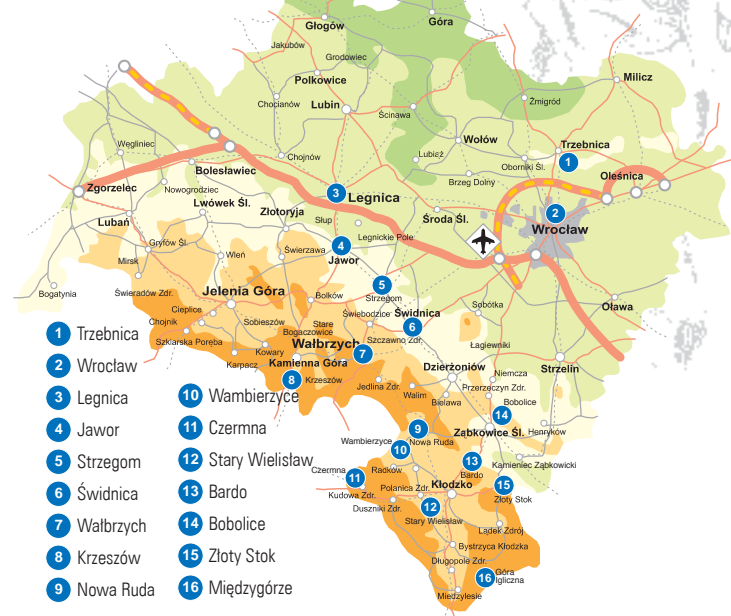 Góra
Głogów
Jakubów
Grodowiec
Polkowice
Milicz
Chocianów
Lubin
Żmigród
Ścinawa
Węgliniec
Wołów
Trzebnica
1
Chojnów
Lubiąż
Oborniki Śl.
Bolesławiec
Oleśnica
Brzeg Dolny
Zgorzelec
Nowogrodziec
3
Legnica
Lwówek Śl.
Złotoryja
2
Lubań
Słup
Środa Śl.
Wrocław
Legnickie Pole
Gryfów Śl.
4
Mirsk
Wleń
Świerzawa
Jawor
Bogatynia
Świeradów Zdr.
Jelenia Góra
Bolków
5
Strzegom
Cieplice
Sobótka
Oława
Chojnik
Sobieszów
Stare
Bogaczowice
Świebodzice
Świdnica
6
Szklarska Poręba
Szczawno Zdr.
Kowary
Wałbrzych
7
Łagiewniki
Karpacz
Kamienna Góra
Dzierżoniów
Strzelin
8
Krzeszów
Jedlina Zdr.
Niemcza
Walim
Przerzeczyn Zdr.
Bielawa
Bobolice
14
9
Ząbkowice Śl.
Henryków
Wambierzyce
Nowa Ruda
10
Czermna
Radków
13
Bardo
Kamieniec Ząbkowicki
11
Kudowa Zdr.
Polanica Zdr.
Kłodzko
15
Złoty Stok
Duszniki Zdr.
12
Stary Wielisław
Lądek Zdrój
Bystrzyca Kłodzka
Długopole Zdr.
16
Góra
Igliczna
Międzylesie
1 Trzebnica
2 Wrocław
3 Legnica
4 Jawor
5 Strzegom
6 Świdnica
7 Wałbrzych
8 Krzeszów
9 Nowa Ruda
10 Wambierzyce
11 Czermna
12 Stary Wielisław
13 Bardo
14 Bobolice
15 Złoty Stok
16 Międzygórze